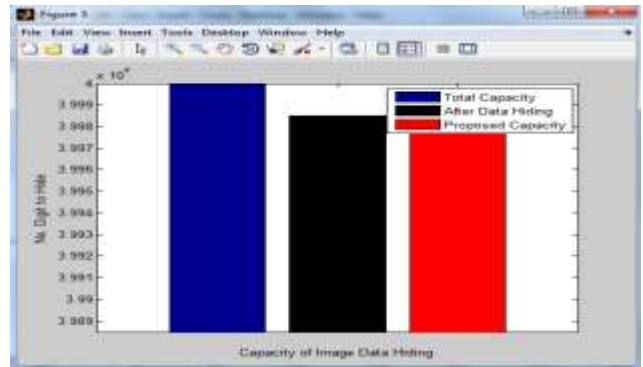 Figure 3
File Edit View Insert Tools Desktop Window Help
× 10
4
3.999
3.998
3.997
3.996
3.995
3.994
3.993
3.992
3.991
3.99
3.989
No. Digit to Hide
Total Capacity
After Data Hiding
Proposed Capacity
Capacity of Image Data Hiding